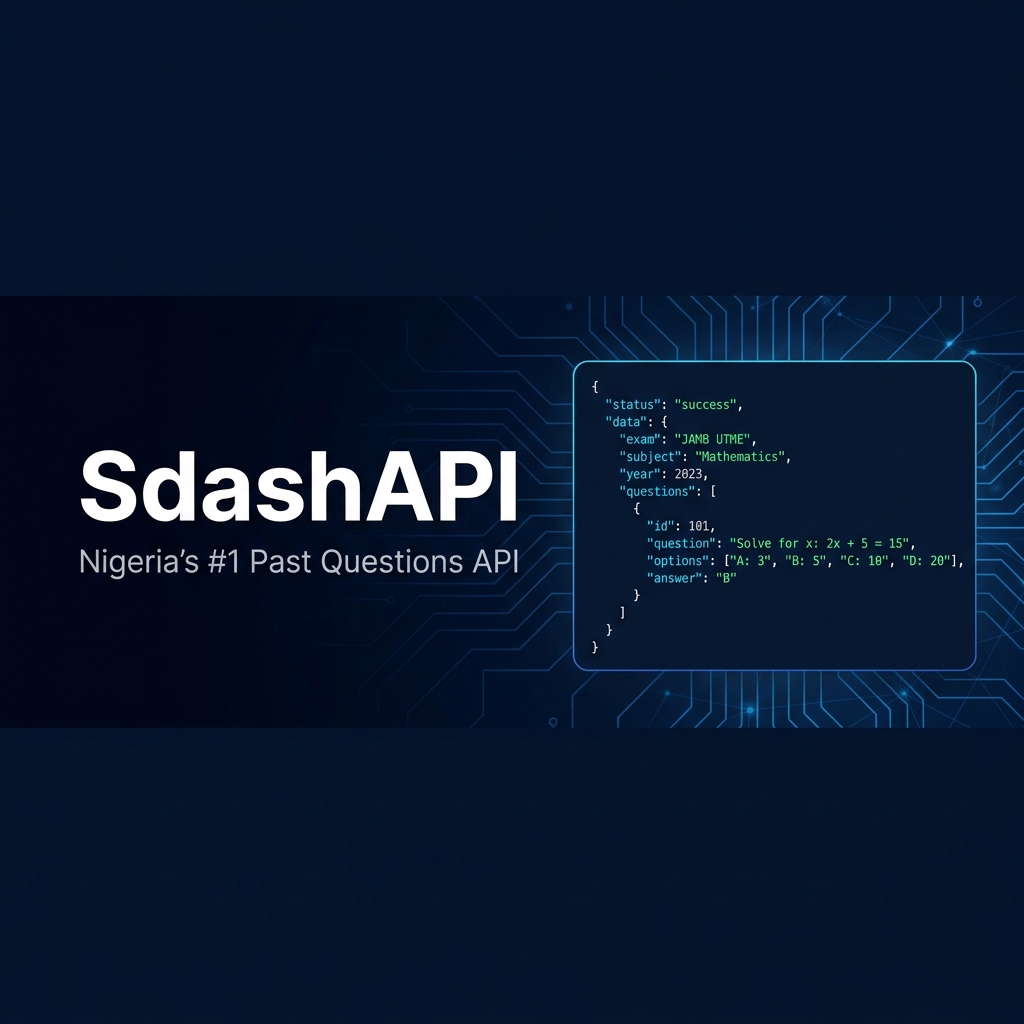 SdashAPI
Nigeria's #1 Past Questions API
{
"status": "success",
"data": {
"exam": "JAMB UTME",
"subject": "Mathematics",
"year": 2023,
"questions": [
{
"id": 101,
"question": "Solve for x: 2x + 5 = 15",
"options": ["A: 3", "B: 5", "C: 10", "D: 20"],
"answer": "B"
}
]
}
}